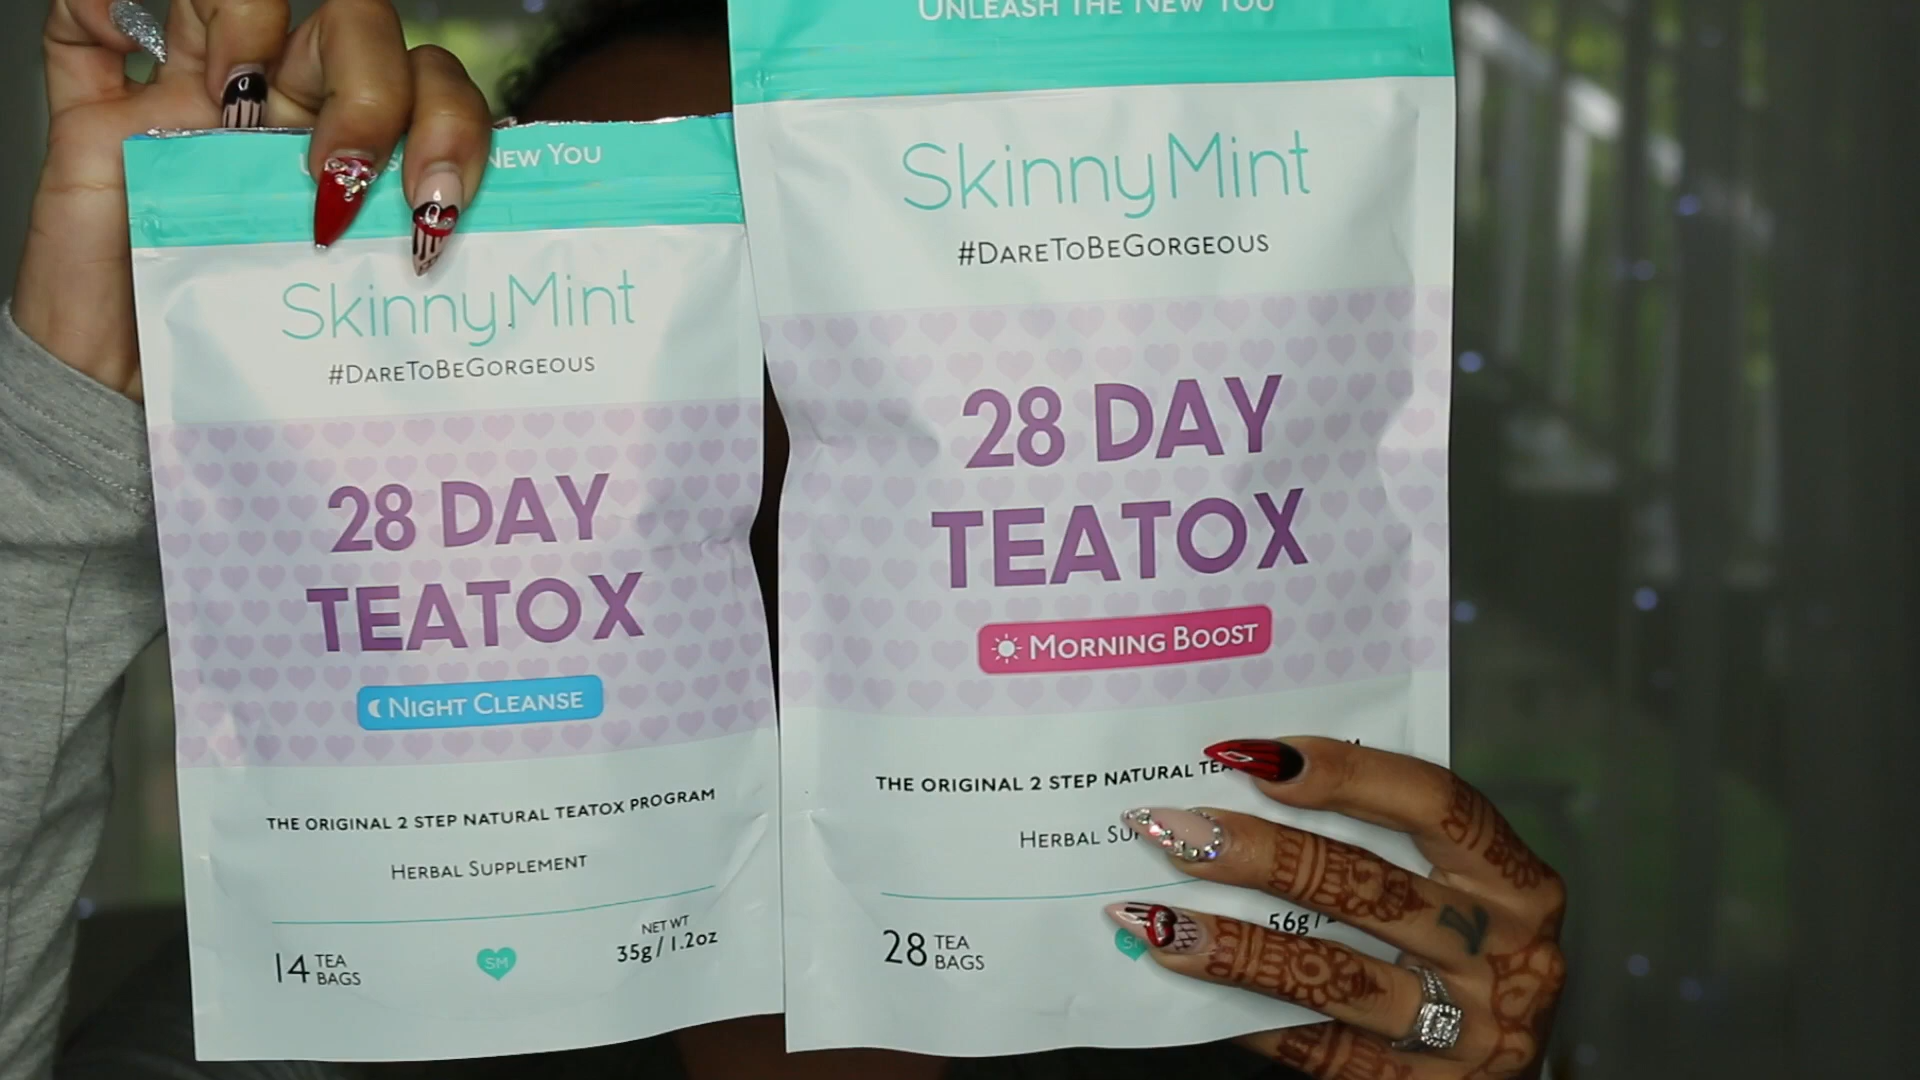 New You
SkinnyMint
#DareToBeGorgeous
28 DAY
TEATOX
Night Cleanse
THE ORIGINAL 2 STEP NATURAL TEATOX PROGRAM
Herbal Supplement
14 TEA
BAGS
SM
NET WT
35g/1.2oz
Unleash the New You
SkinnyMint
#DareToBeGorgeous
28 DAY
TEATOX
Morning Boost
THE ORIGINAL 2 STEP NATURAL
Herbal
28 TEA
BAGS
56g/